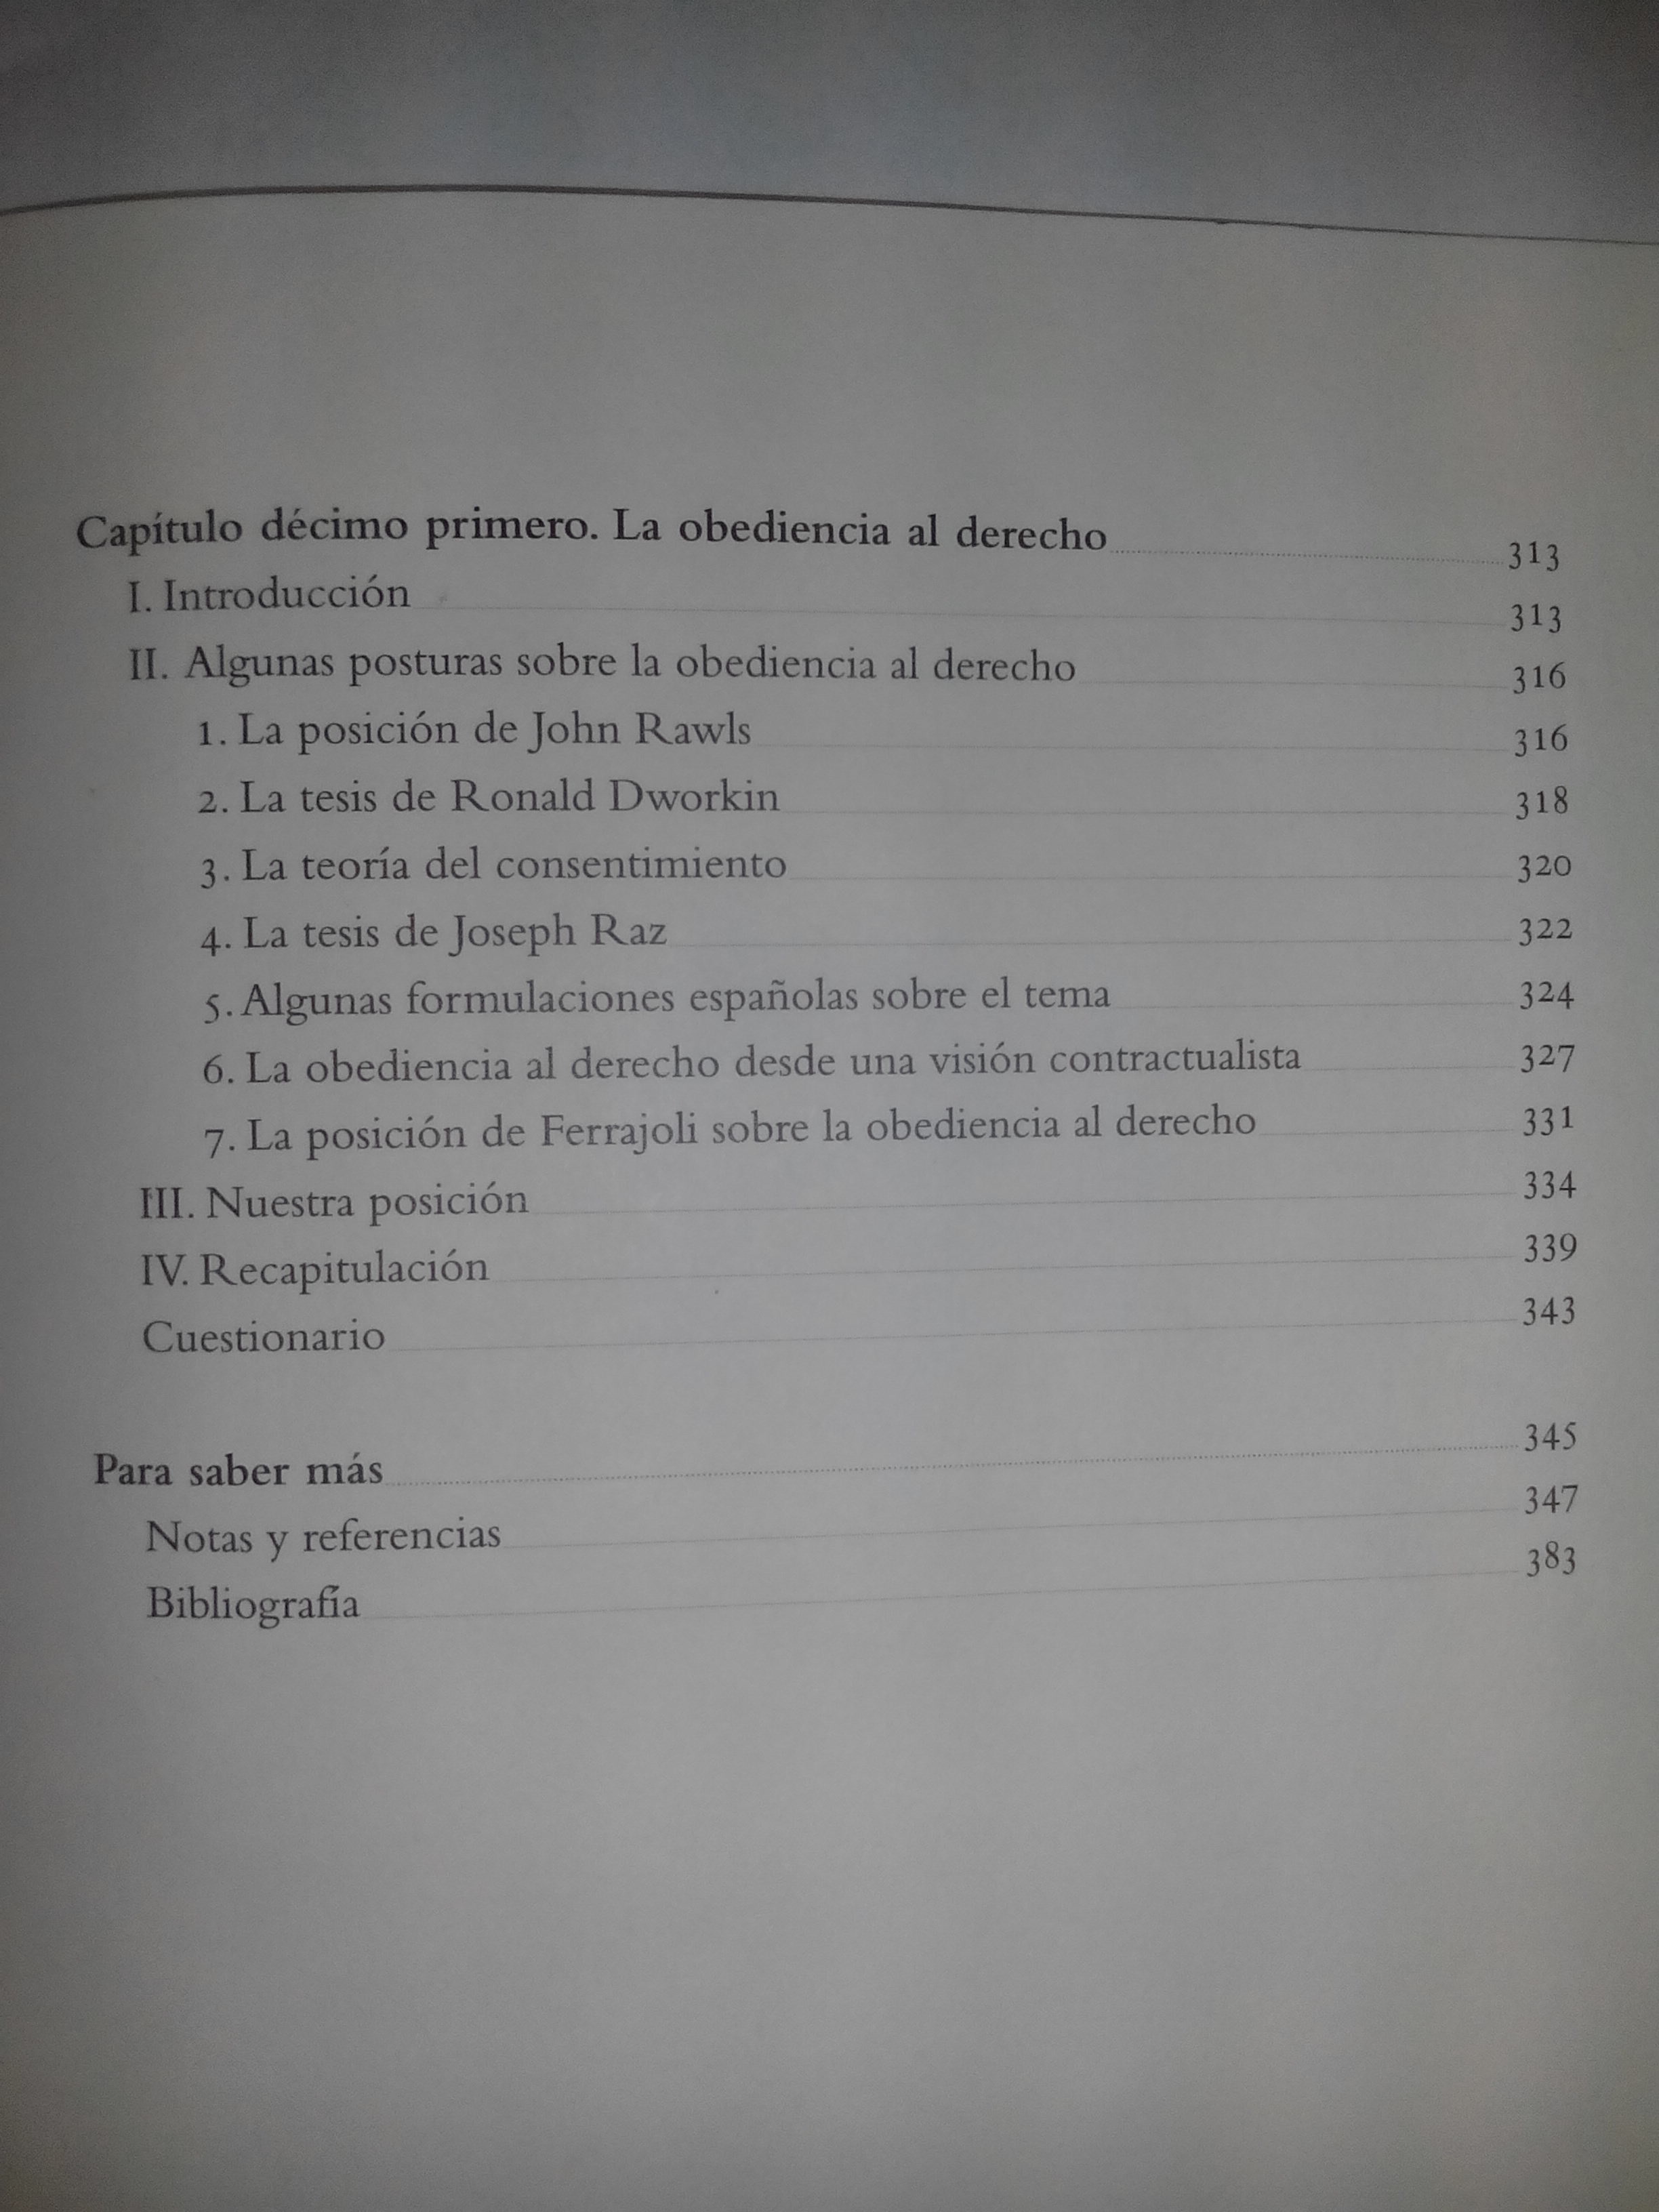 Capítulo décimo primero. La obediencia al derecho 313
I. Introducción 313
II. Algunas posturas sobre la obediencia al derecho 316
1. La posición de John Rawls 316
2. La tesis de Ronald Dworkin 318
3. La teoría del consentimiento 320
4. La tesis de Joseph Raz 322
5. Algunas formulaciones españolas sobre el tema 324
6. La obediencia al derecho desde una visión contractualista 327
7. La posición de Ferrajoli sobre la obediencia al derecho 331
III. Nuestra posición 334
IV. Recapitulación 339
Cuestionario 343
Para saber más 345
Notas y referencias 347
Bibliografía 383